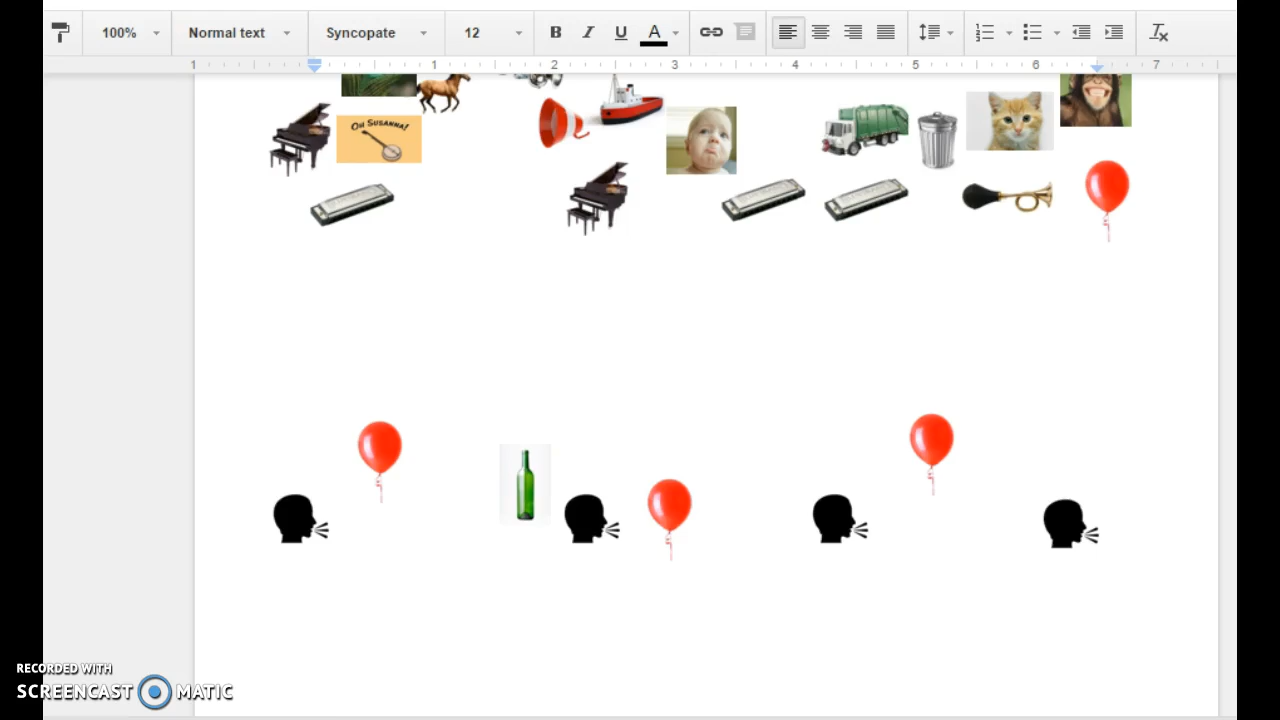 100% Normal text Syncopate 12 B I U A
1 1 2 3 4 5 6 7
OH SUSANNA!
RECORDED WITH
SCREENCAST MATIC